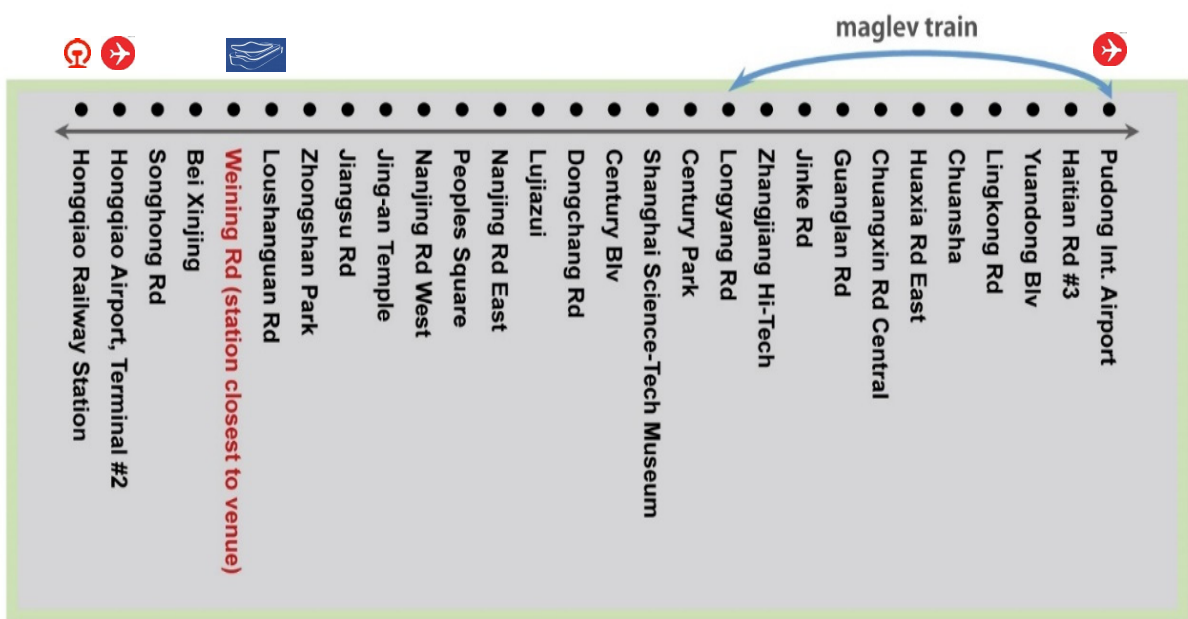 maglev train
Hongqiao Railway Station
Hongqiao Airport, Terminal #2
Songhong Rd
Bei Xinjing
Weining Rd (station closest to venue)
Loushanguan Rd
Zhongshan Park
Jiangsu Rd
Jing-an Temple
Nanjing Rd West
Peoples Square
Nanjing Rd East
Lujiazui
Dongchang Rd
Century Blv
Shanghai Science-Tech Museum
Century Park
Longyang Rd
Zhangjiang Hi-Tech
Jinke Rd
Guanglan Rd
Chuangxin Rd Central
Huaxia Rd East
Chuansha
Lingkong Rd
Yuandong Blv
Haitian Rd #3
Pudong Int. Airport